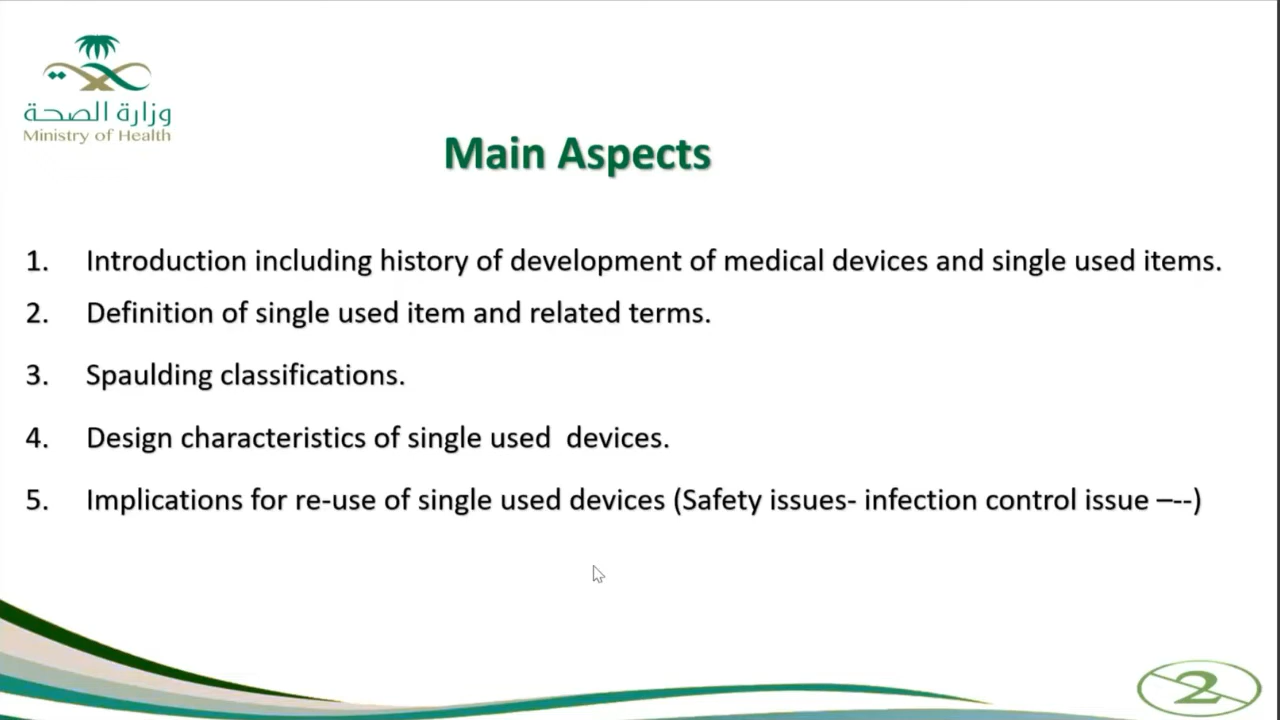 وزارة الصحة
Ministry of Health
Main Aspects
1. Introduction including history of development of medical devices and single used items.
2. Definition of single used item and related terms.
3. Spaulding classifications.
4. Design characteristics of single used  devices.
5. Implications for re-use of single used devices (Safety issues- infection control issue –--)
2